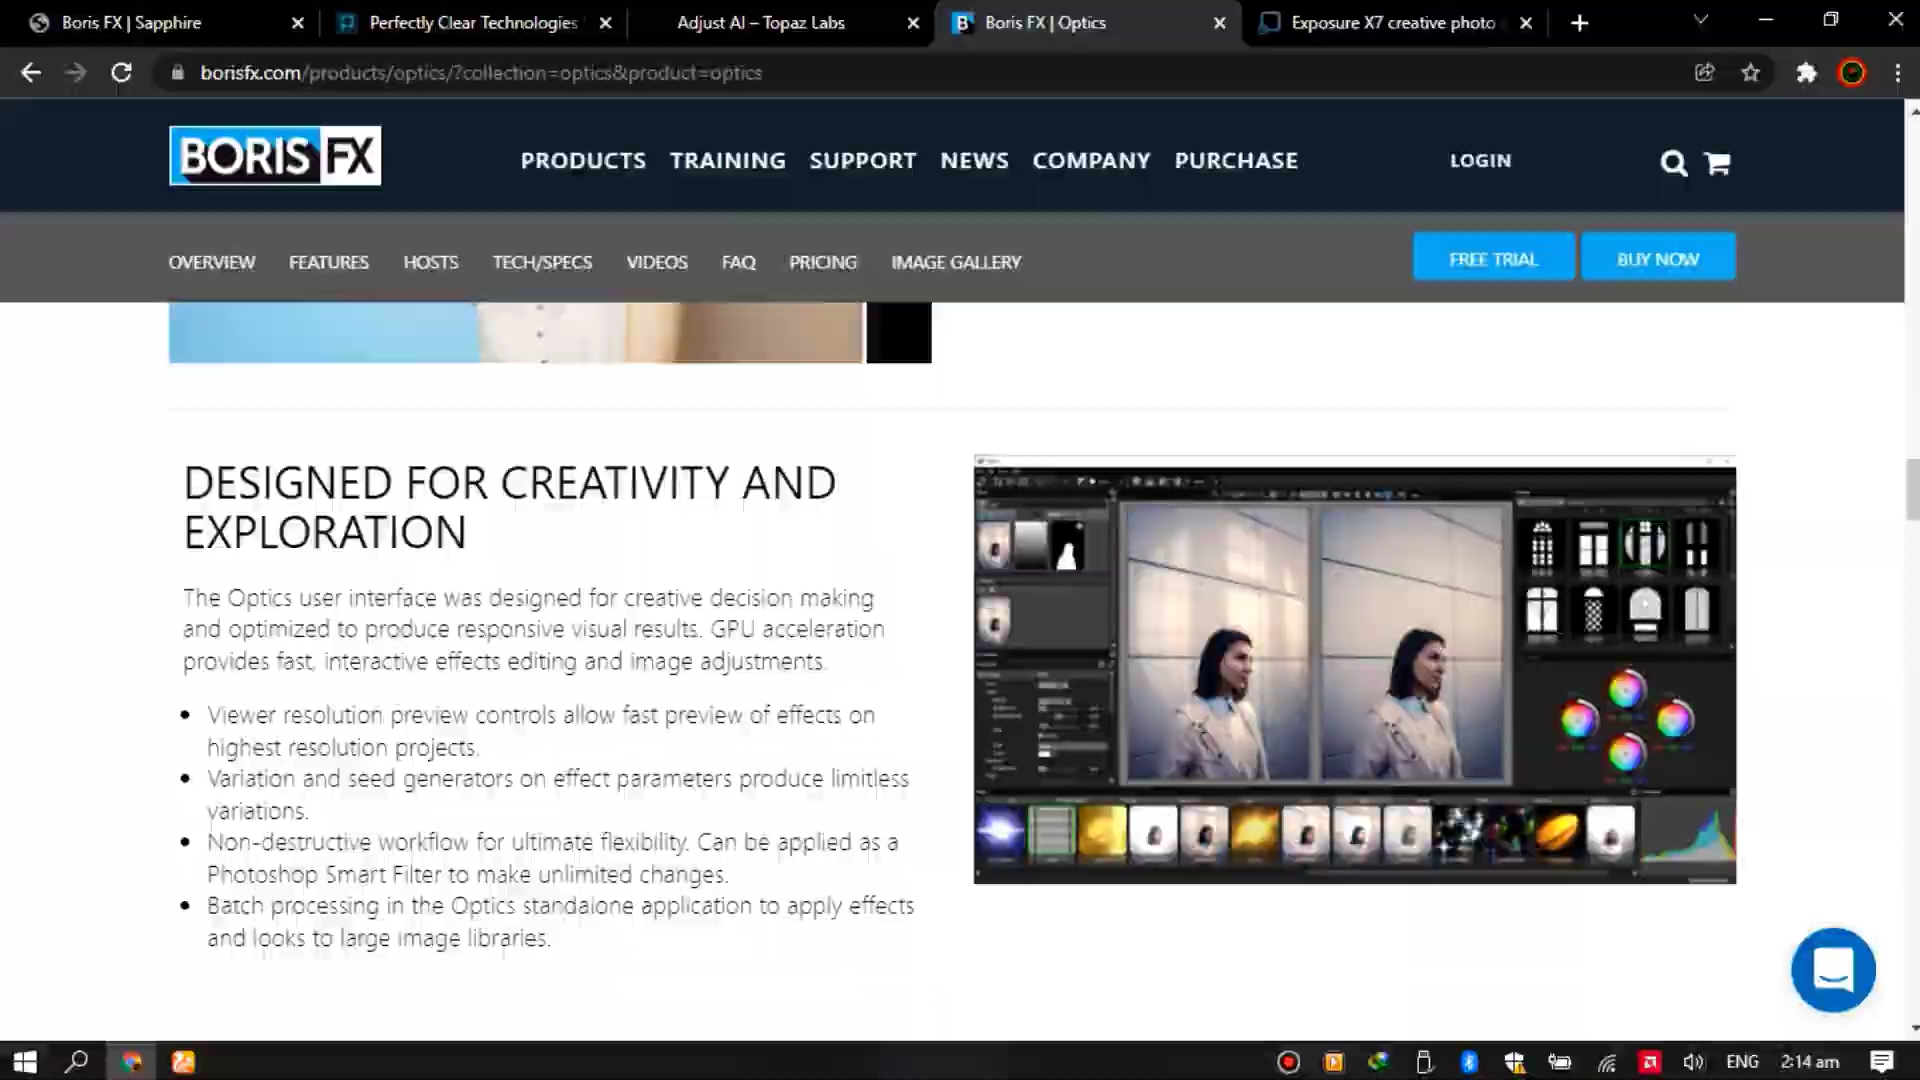 Boris FX | Sapphire
Perfectly Clear Technologies
Adjust AI – Topaz Labs
Boris FX | Optics
Exposure X7 creative photo
borisfx.com/products/optics/?collection=optics&product=optics
BORIS FX
PRODUCTS TRAINING SUPPORT NEWS COMPANY PURCHASE LOGIN
OVERVIEW FEATURES HOSTS TECH/SPECS VIDEOS FAQ PRICING IMAGE GALLERY FREE TRIAL BUY NOW
DESIGNED FOR CREATIVITY AND
EXPLORATION
The Optics user interface was designed for creative decision making
and optimized to produce responsive visual results. GPU acceleration
provides fast, interactive effects editing and image adjustments.
• Viewer resolution preview controls allow fast preview of effects on
highest resolution projects.
• Variation and seed generators on effect parameters produce limitless
variations.
• Non-destructive workflow for ultimate flexibility. Can be applied as a
Photoshop Smart Filter to make unlimited changes.
• Batch processing in the Optics standalone application to apply effects
and looks to large image libraries.
ENG 2:14 am